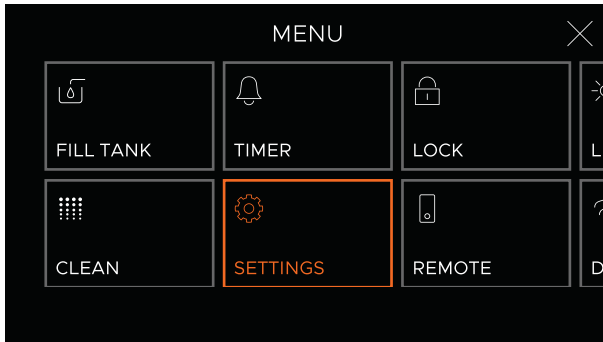 MENU
FILL TANK
TIMER
LOCK
L
CLEAN
SETTINGS
REMOTE
D